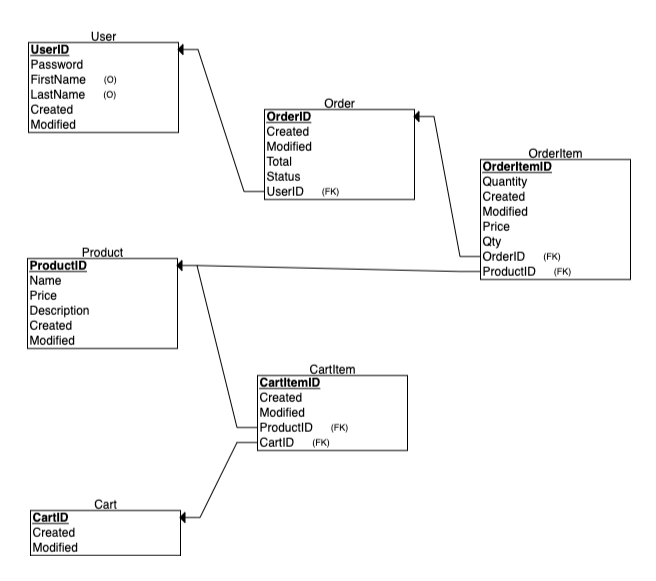 User
UserID
Password
FirstName (O)
LastName (O)
Created
Modified
Order
OrderID
Created
Modified
Total
Status
UserID (FK)
OrderItem
OrderItemID
Quantity
Created
Modified
Price
Qty
OrderID (FK)
ProductID (FK)
Product
ProductID
Name
Price
Description
Created
Modified
CartItem
CartItemID
Created
Modified
ProductID (FK)
CartID (FK)
Cart
CartID
Created
Modified